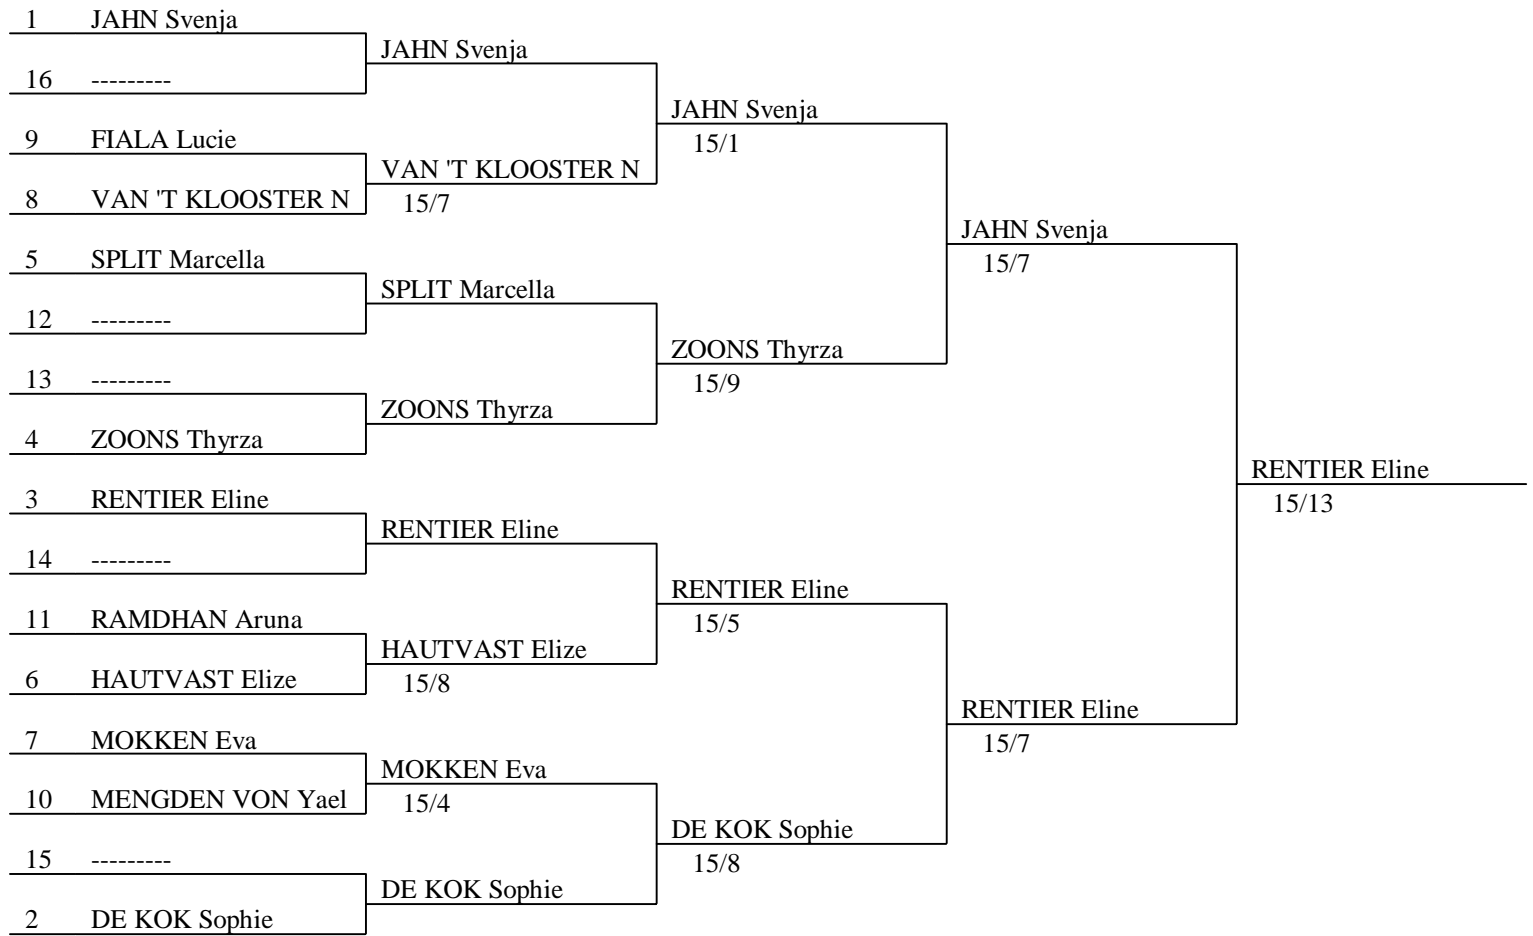 1 JAHN Svenja
16 ---------
9 FIALA Lucie
8 VAN 'T KLOOSTER N
5 SPLIT Marcella
12 ---------
13 ---------
4 ZOONS Thyrza
3 RENTIER Eline
14 ---------
11 RAMDHAN Aruna
6 HAUTVAST Elize
7 MOKKEN Eva
10 MENGDEN VON Yael
15 ---------
2 DE KOK Sophie
JAHN Svenja
VAN 'T KLOOSTER N
15/7
SPLIT Marcella
ZOONS Thyrza
RENTIER Eline
HAUTVAST Elize
15/8
MOKKEN Eva
15/4
DE KOK Sophie
JAHN Svenja
15/1
ZOONS Thyrza
15/9
RENTIER Eline
15/5
DE KOK Sophie
15/8
JAHN Svenja
15/7
RENTIER Eline
15/7
RENTIER Eline
15/13